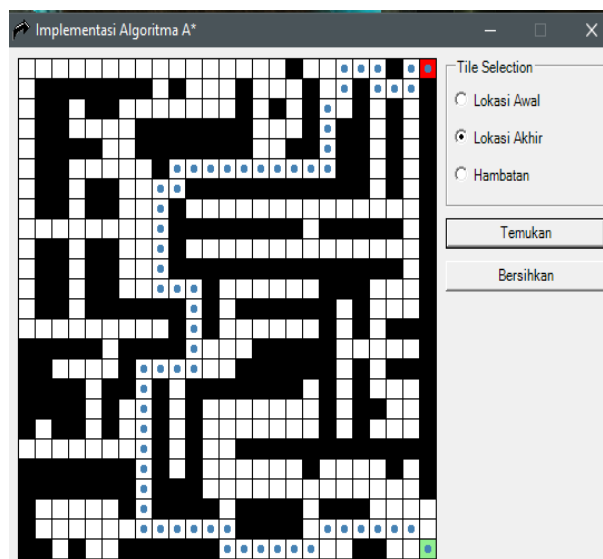 Implementasi Algoritma A*
Tile Selection
Lokasi Awal
Lokasi Akhir
Hambatan
Temukan
Bersihkan